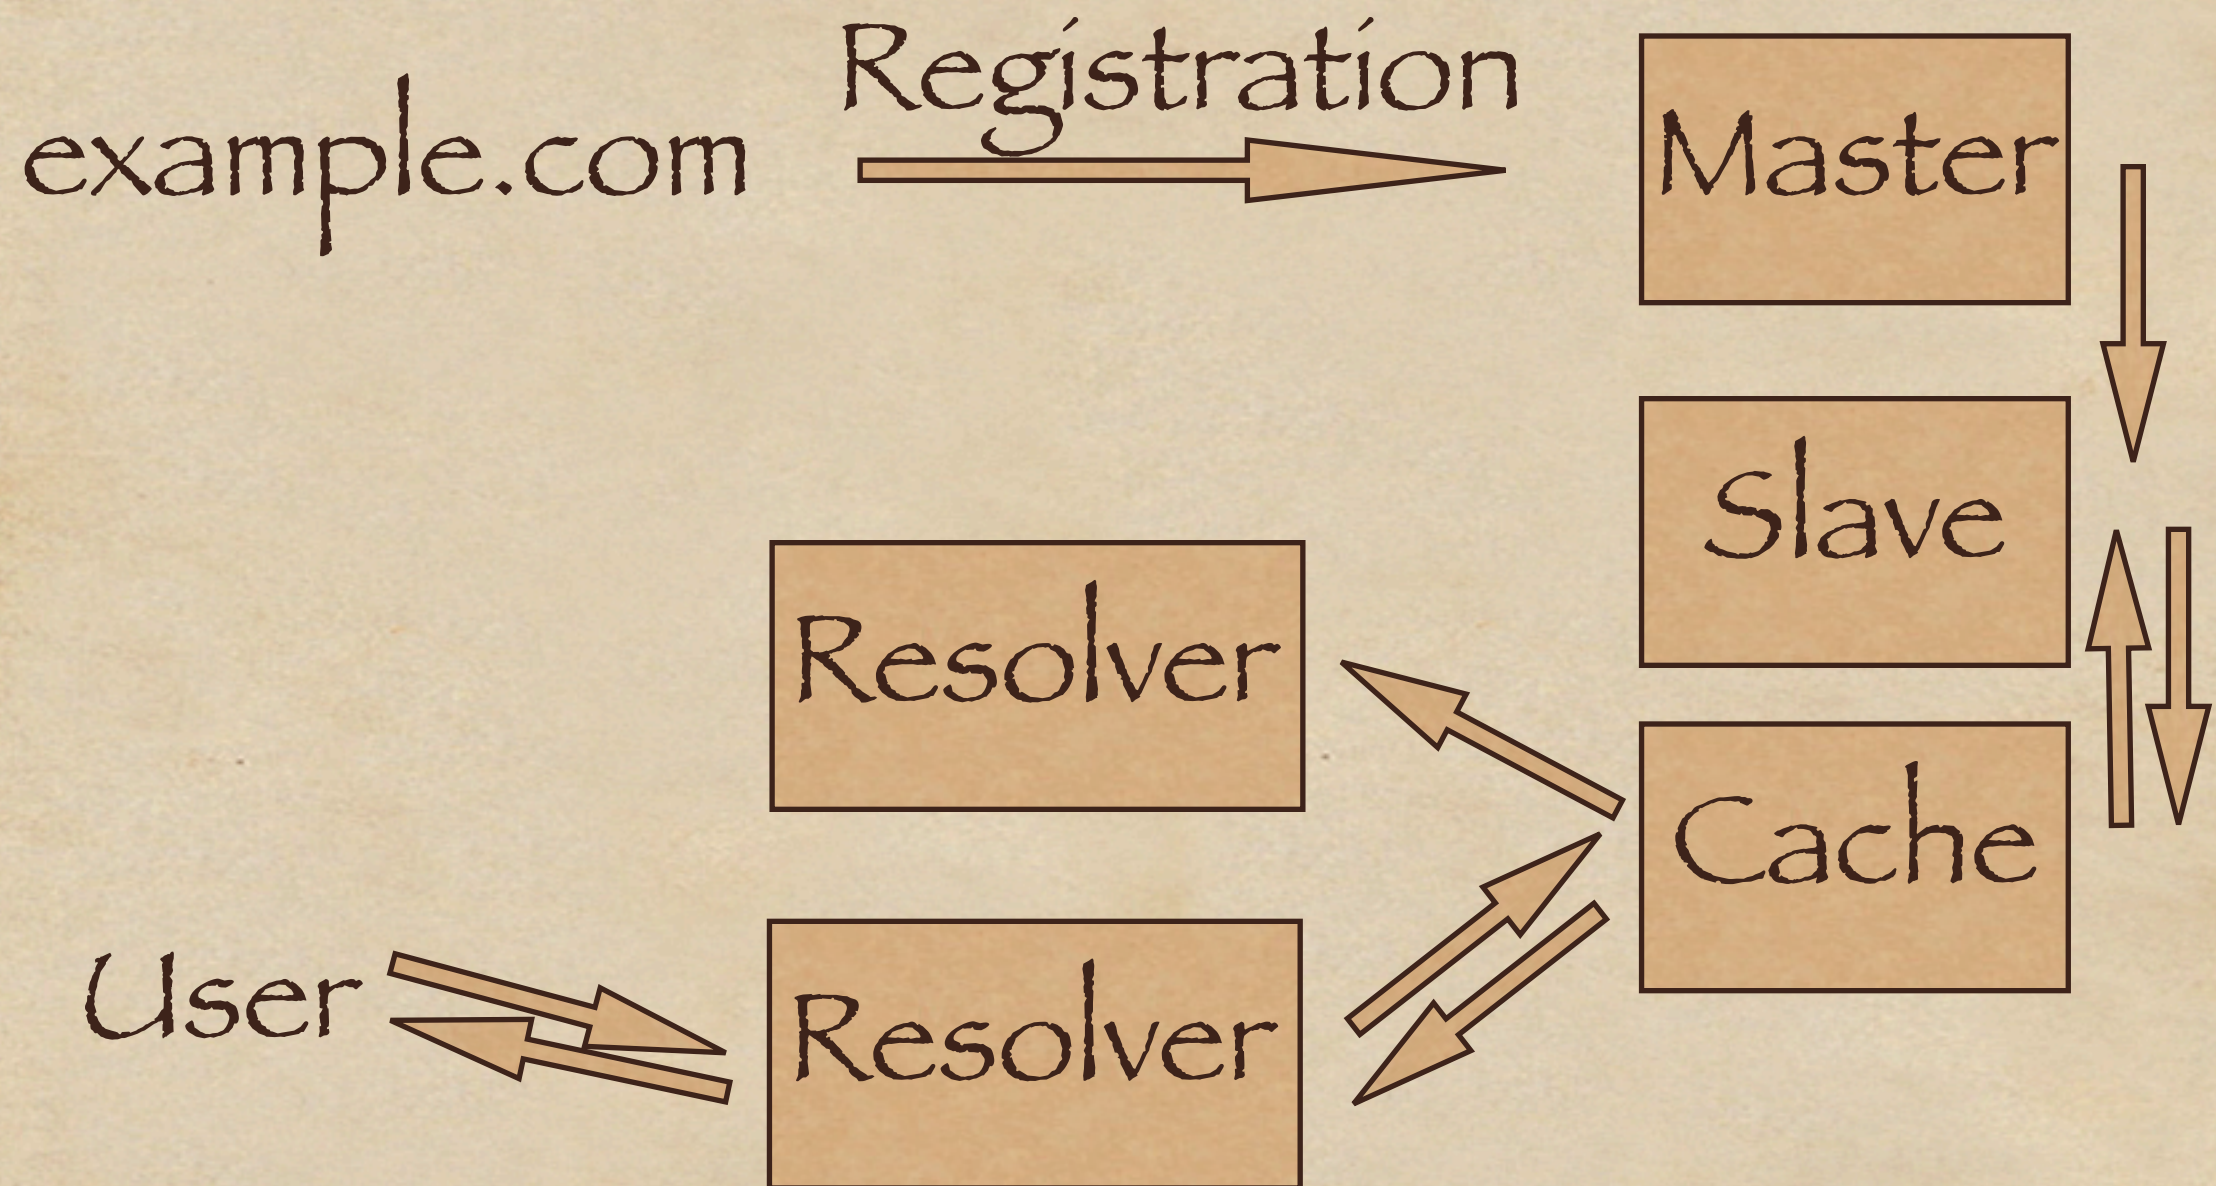 Registration
example.com
Master
Slave
Resolver
Cache
User
Resolver